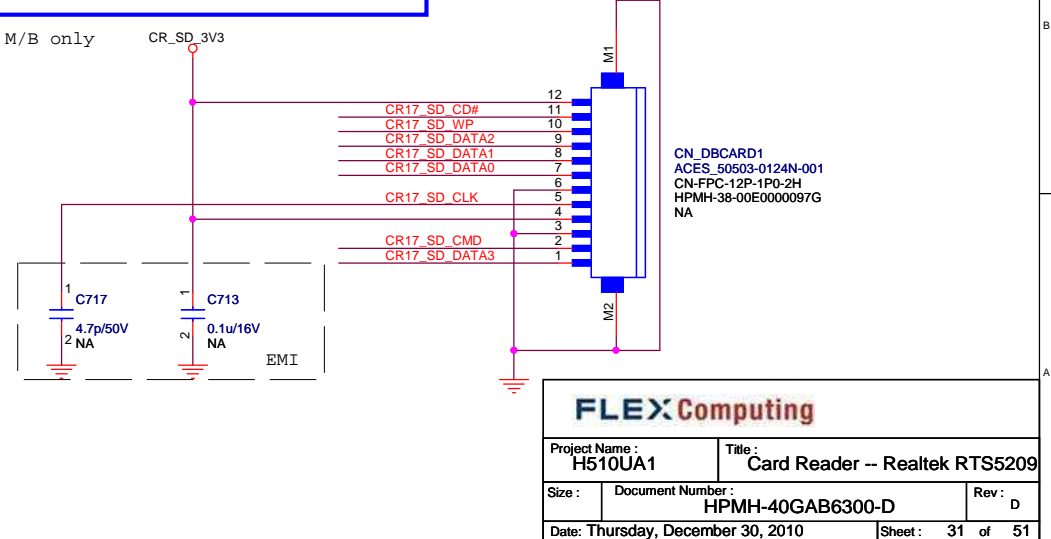 M/B only
CR_SD_3V3
B
M1
12
CR17_SD_CD# 11
CR17_SD_WP 10
CR17_SD_DATA2 9
CR17_SD_DATA1 8
CR17_SD_DATA0 7
6
CR17_SD_CLK 5
4
3
CR17_SD_CMD 2
CR17_SD_DATA3 1
CN_DBCARD1
ACES_50503-0124N-001
CN-FPC-12P-1P0-2H
HPMH-38-00E0000097G
NA
M2
1
C717
4.7p/50V
2
NA
1
C713
0.1u/16V
2
NA
EMI
A
FLEX Computing
Project Name :
H510UA1
Title :
Card Reader -- Realtek RTS5209
Size :
Document Number :
HPMH-40GAB6300-D
Rev :
D
Date: Thursday, December 30, 2010
Sheet : 31 of 51